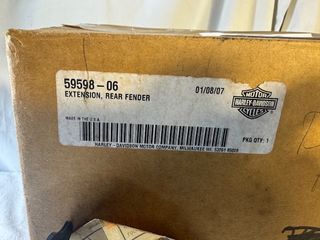 59598-06 01/08/07
EXTENSION, REAR FENDER
MOTOR
HARLEY-DAVIDSON
CYCLES
MADE IN THE U.S.A.
PKG QTY: 1
HARLEY - DAVIDSON MOTOR COMPANY, MILWAUKEE WI. 53201